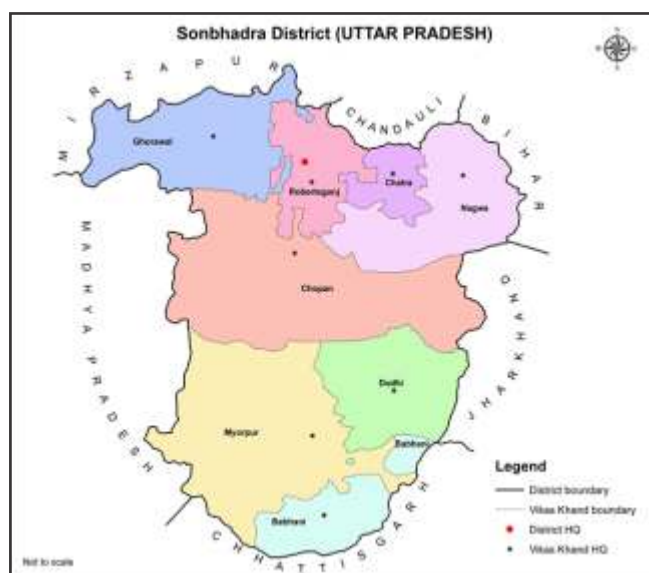 Sonbhadra District (UTTAR PRADESH)
MIRZAPUR
CHANDAULI
BIHAR
Ghorawal
Robertsganj
Chatra
Nagwa
MADHYA PRADESH
Chopan
JHARKHAND
Dudhi
Myorpur
Babhani
Babhani
CHHATTISGARH
Legend
District boundary
Vikas Khand boundary
District HQ
Vikas Khand HQ
Not to scale